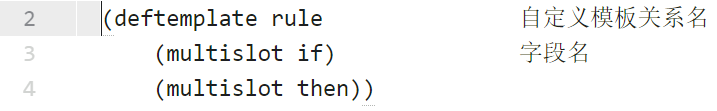 2 (deftemplate rule 自定义模板关系名
3 (multislot if) 字段名
4 (multislot then))